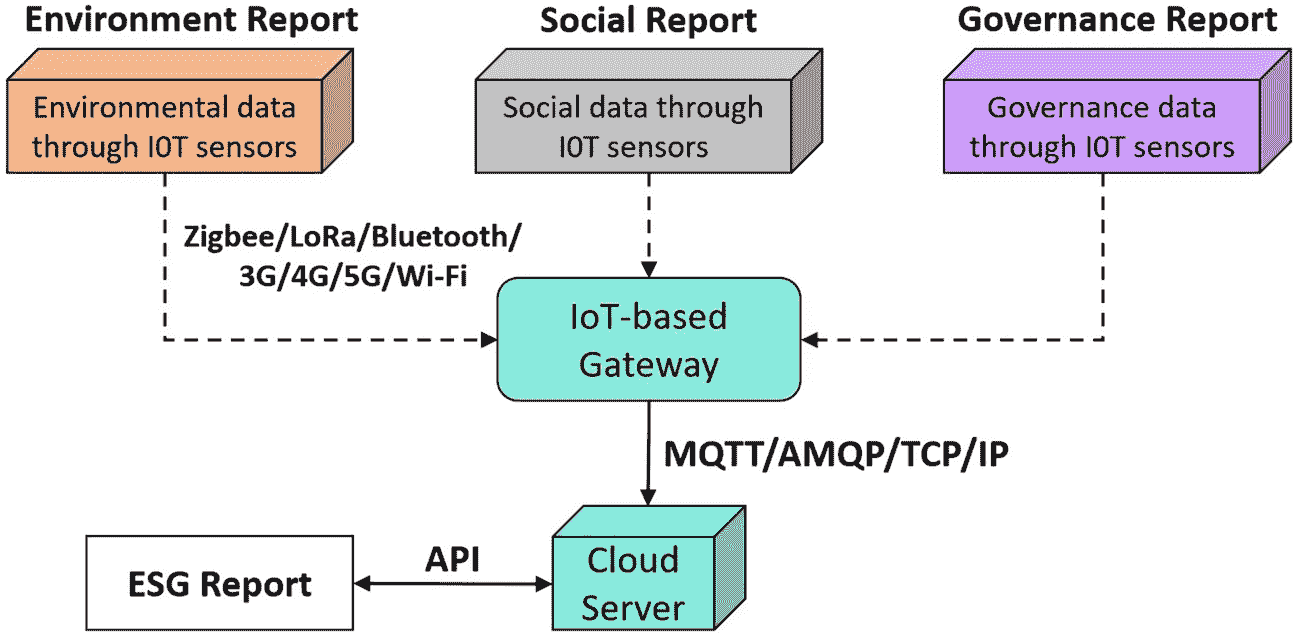 Environment Report
Social Report
Governance Report
Environmental data
through I0T sensors
Social data through
I0T sensors
Governance data
through I0T sensors
Zigbee/LoRa/Bluetooth/
3G/4G/5G/Wi-Fi
IoT-based
Gateway
MQTT/AMQP/TCP/IP
ESG Report
API
Cloud
Server